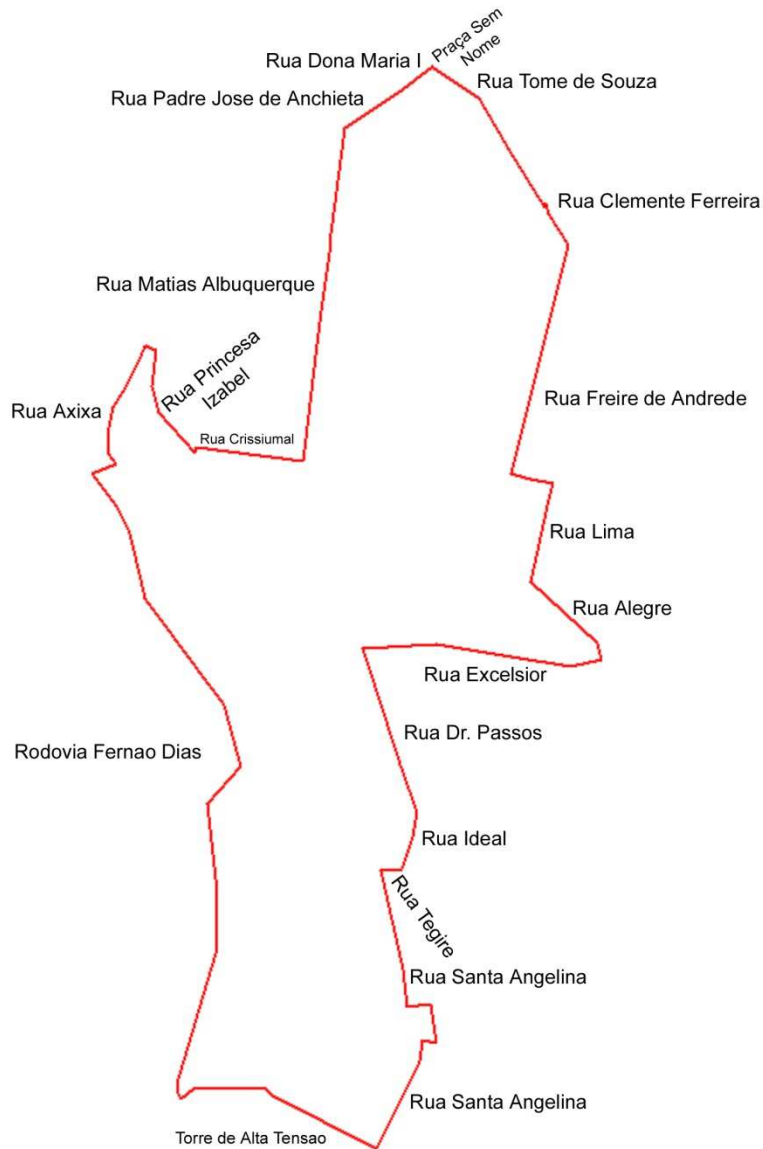 Praça Sem
Nome
Rua Dona Maria I
Rua Tome de Souza
Rua Padre Jose de Anchieta
Rua Clemente Ferreira
Rua Matias Albuquerque
Rua Princesa
Izabel
Rua Axixa
Rua Freire de Andrede
Rua Crissiumal
Rua Lima
Rua Alegre
Rua Excelsior
Rua Dr. Passos
Rodovia Fernao Dias
Rua Ideal
Rua Tegire
Rua Santa Angelina
Rua Santa Angelina
Torre de Alta Tensao